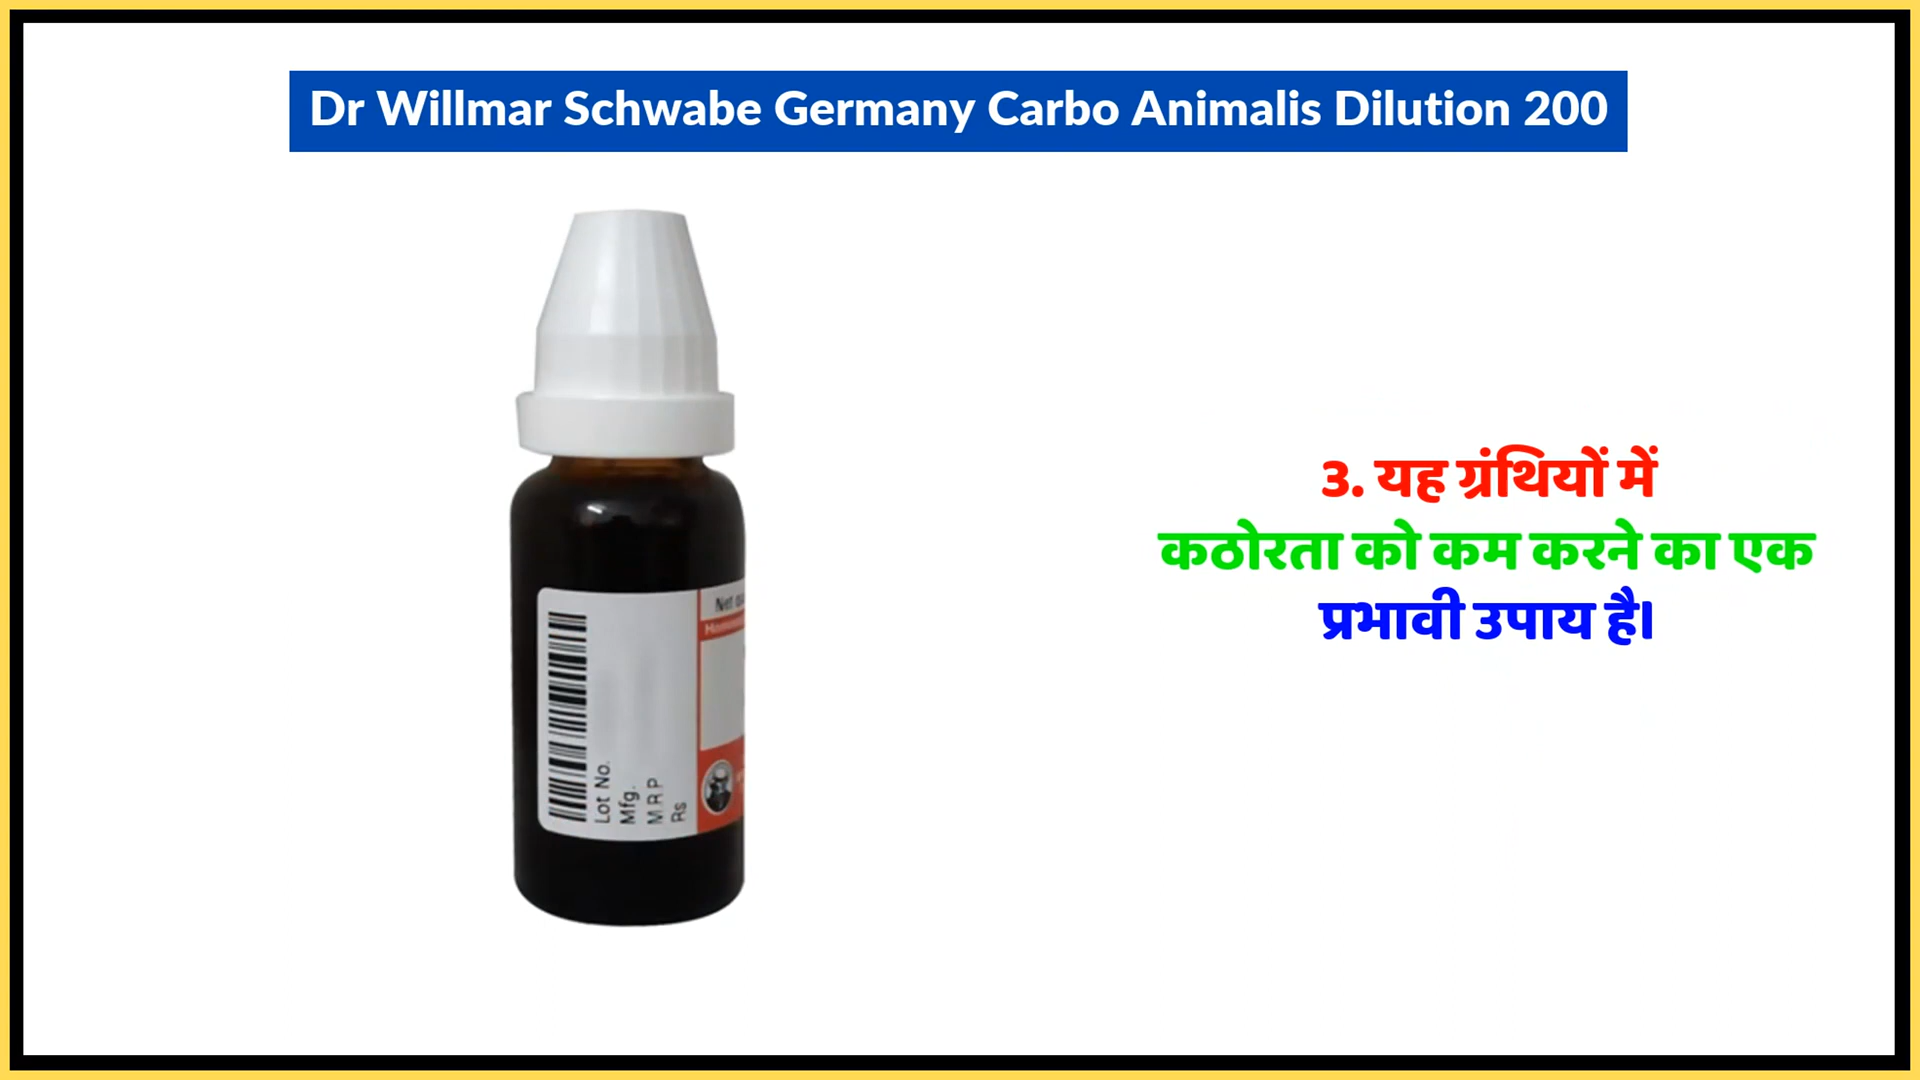 Dr Willmar Schwabe Germany Carbo Animalis Dilution 200
3. यह ग्रंथियों में
कठोरता को कम करने का एक
प्रभावी उपाय है।
Net
Lot No.
Mfg.
M.R.P
Rs